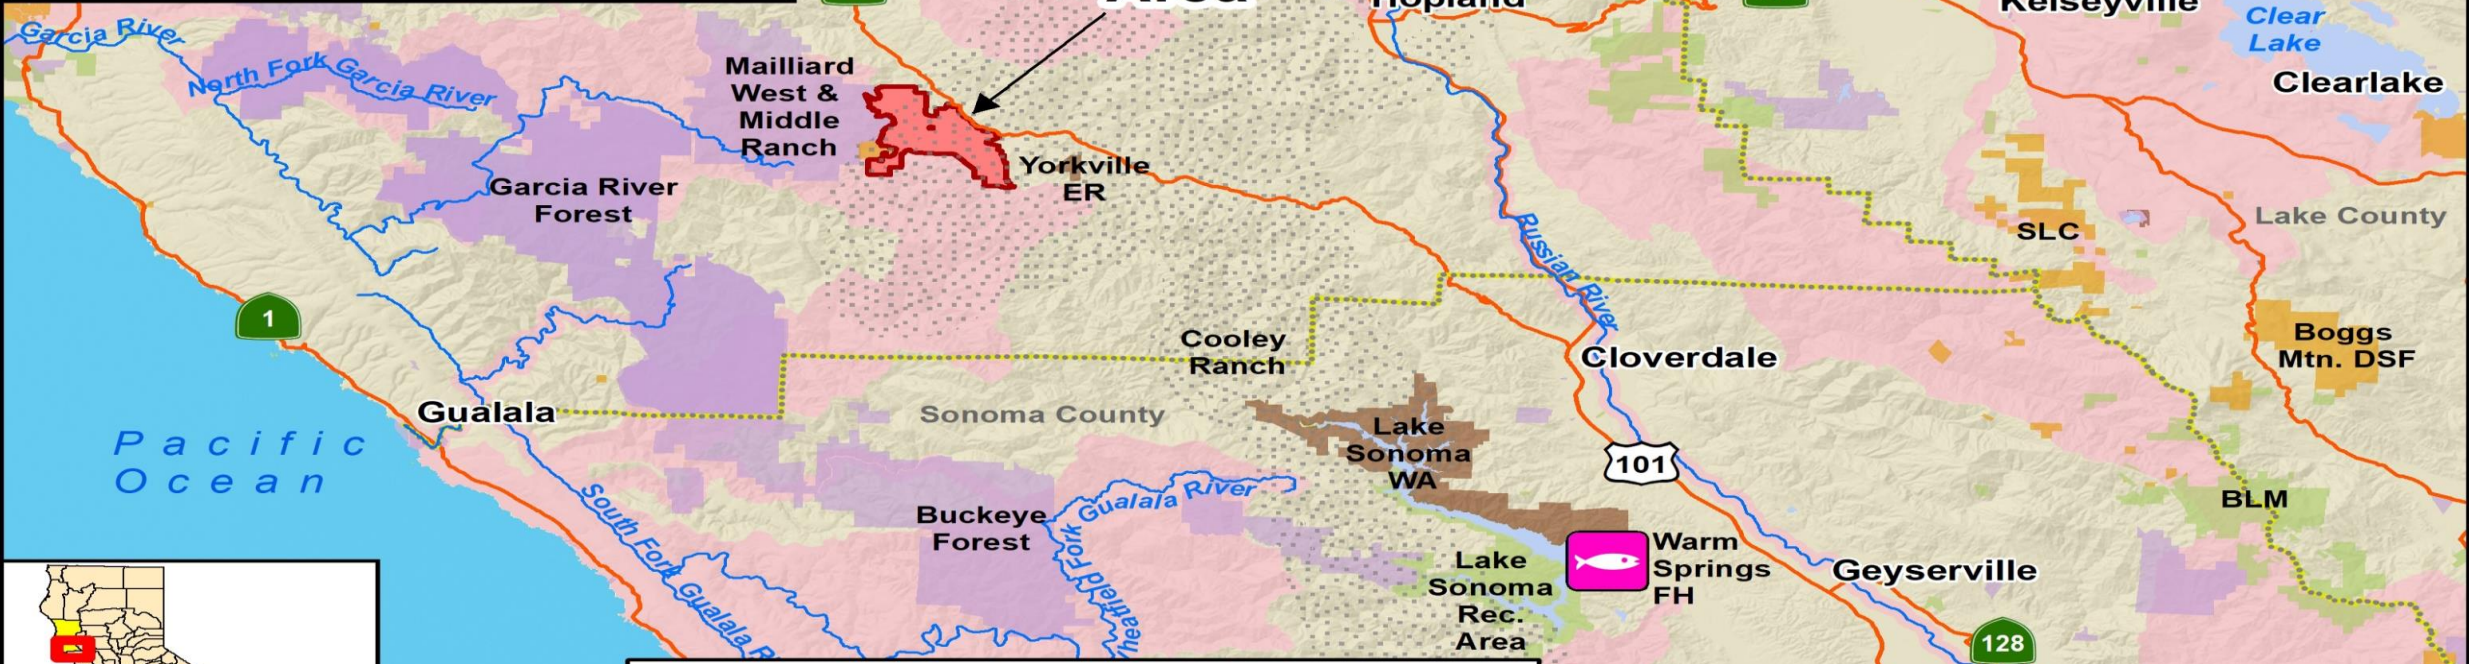 Area
Hopland
Kelseyville
Clear
Lake
Clearlake
Garcia River
North Fork Garcia River
Mailliard
West &
Middle
Ranch
Yorkville
ER
Garcia River
Forest
Russian River
SLC
Lake County
1
Cooley
Ranch
Cloverdale
Boggs
Mtn. DSF
Gualala
Sonoma County
Pacific
Ocean
Lake
Sonoma
WA
101
BLM
South Fork Gualala R
Buckeye
Forest
heatfield Fork Gualala River
Warm
Springs
FH
Lake
Sonoma
Rec.
Area
Geyserville
128